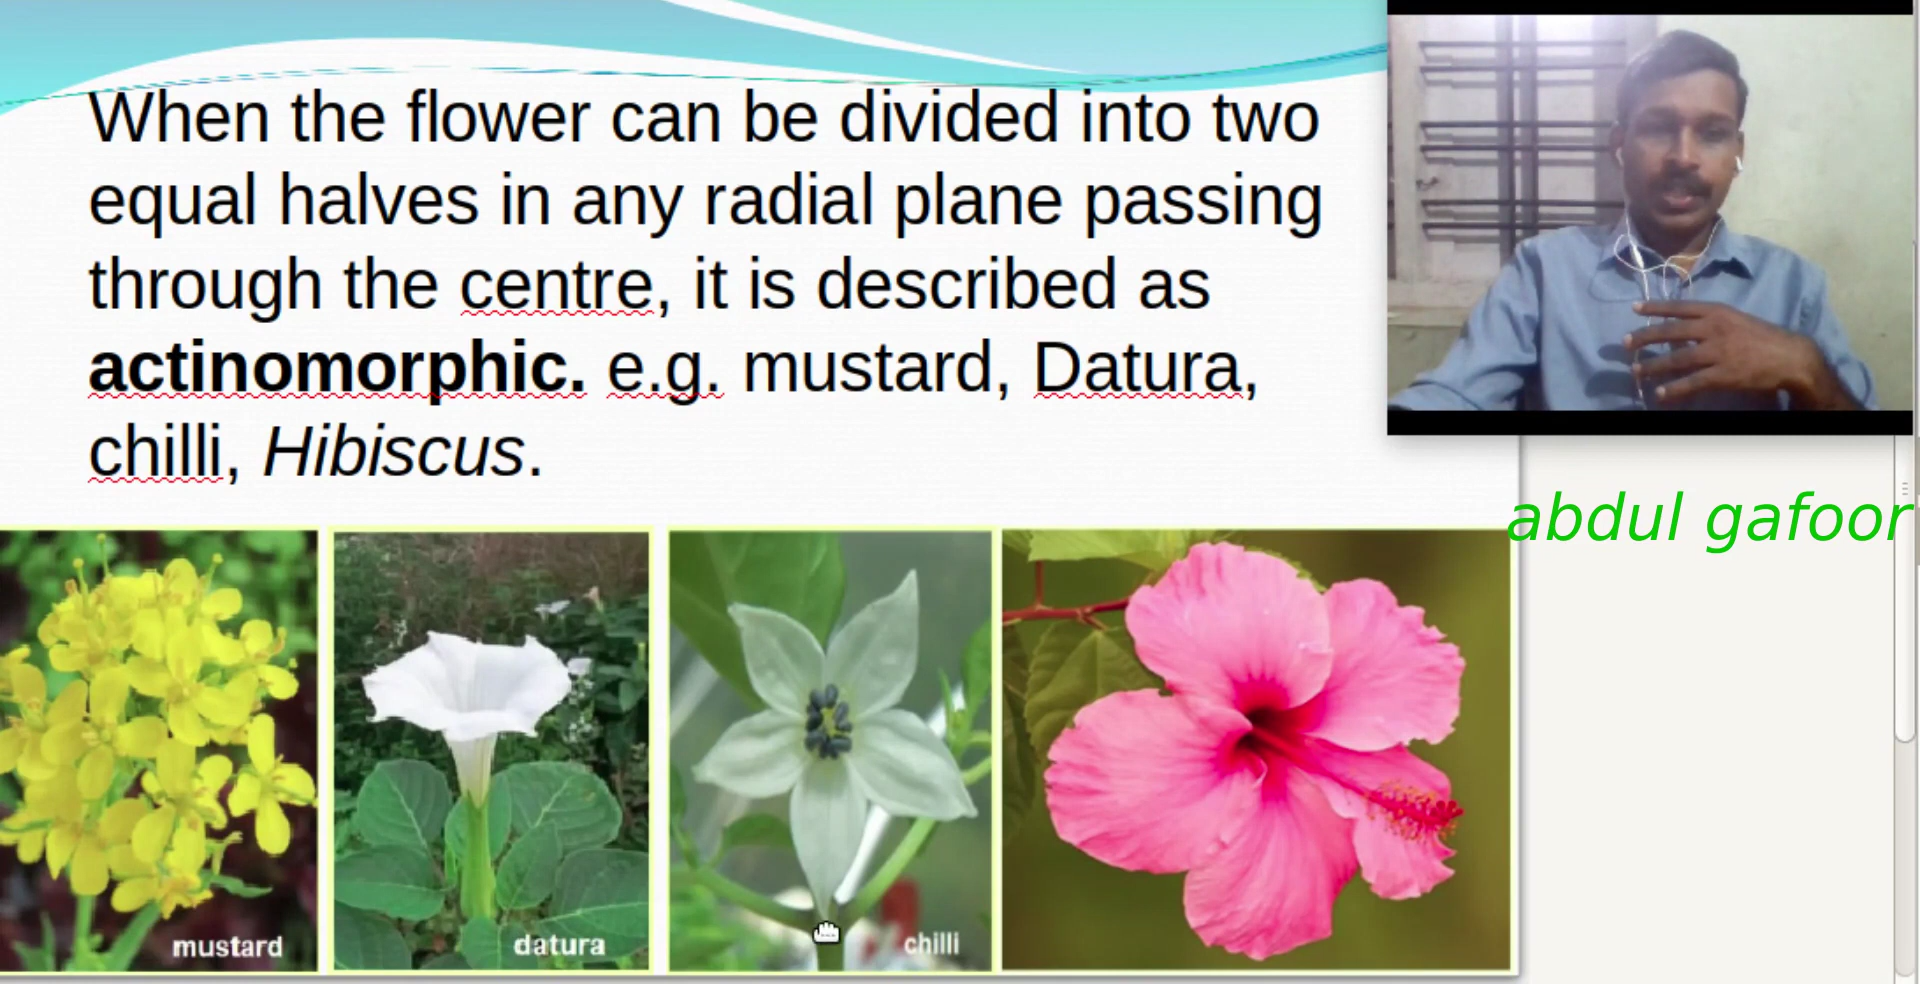 When the flower can be divided into two
equal halves in any radial plane passing
through the centre, it is described as
actinomorphic. e.g. mustard, Datura,
chilli, Hibiscus.
abdul gafoor
mustard
datura
chilli